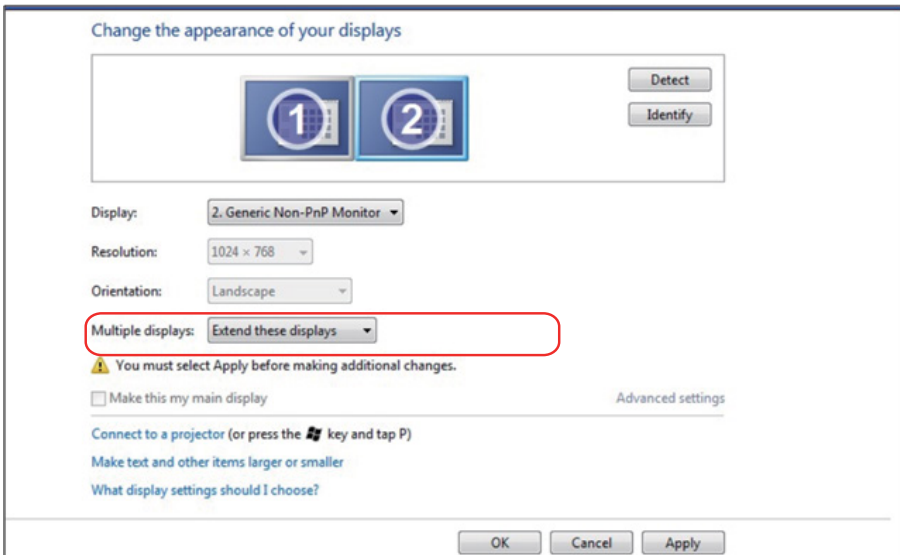 Change the appearance of your displays
1 2
Detect
Identify
Display: 2. Generic Non-PnP Monitor
Resolution: 1024 × 768
Orientation: Landscape
Multiple displays: Extend these displays
You must select Apply before making additional changes.
Make this my main display Advanced settings
Connect to a projector (or press the key and tap P)
Make text and other items larger or smaller
What display settings should I choose?
OK Cancel Apply